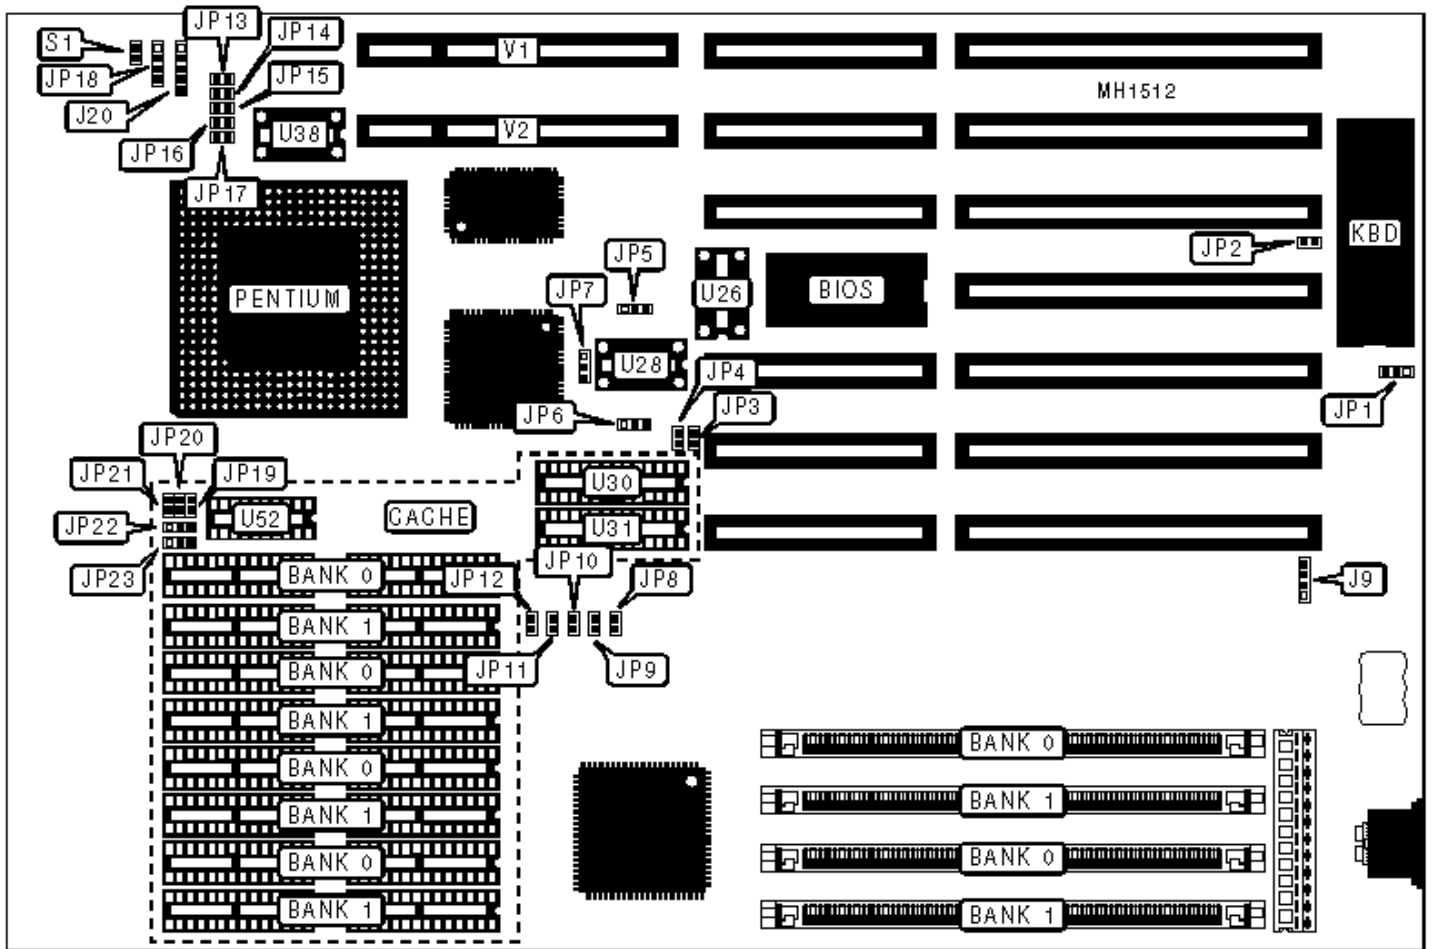 JP13
S1
JP14
V1
JP18
JP15
MH1512
J20
U38
V2
JP16
JP17
KBD
JP2
JP5
PENTIUM
JP7
U26
BIOS
U28
JP4
JP6
JP3
JP1
JP20
JP21
JP19
U30
U52
CACHE
JP22
U31
JP10
JP23
BANK 0
JP12
JP8
J9
BANK 1
BANK 0
JP11
JP9
BANK 1
BANK 0
BANK 0
BANK 1
BANK 1
BANK 0
BANK 0
BANK 1
BANK 1